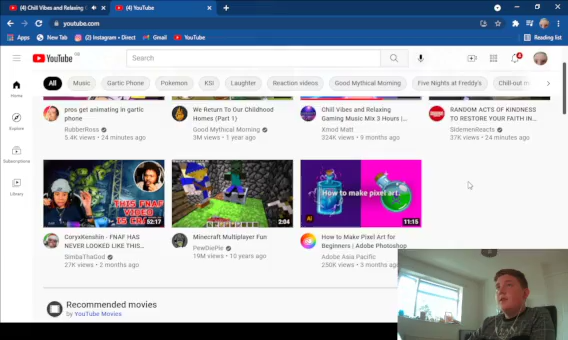 (4) Chill Vibes and Relaxing G
(4) YouTube
youtube.com
Apps
New Tab
Instagram • Direct
Gmail
YouTube
Reading list
YouTube GB
Search
4
All
Music
Gartic Phone
Pokemon
KSI
Laughter
Reaction videos
Good Mythical Morning
Five Nights at Freddy's
Chill-out m
Home
Explore
Subscriptions
Library
pros get animating in gartic
phone
RubberRoss
5.4K views • 24 minutes ago
We Return To Our Childhood
Homes (Part 1)
Good Mythical Morning
3M views • 1 year ago
Chill Vibes and Relaxing
Gaming Music Mix 3 Hours |...
Xmod Matt
324K views • 9 months ago
RANDOM ACTS OF KINDNESS
TO RESTORE YOUR FAITH IN...
SidemenReacts
37K views • 24 minutes ago
THIS FNAF
VIDEO IS
52:17
2:04
How to make pixel art.
Ai
11:15
CoryxKenshin - FNAF HAS
NEVER LOOKED LIKE THIS...
SimbaThaGod
27K views • 2 months ago
Minecraft Multiplayer Fun
PewDiePie
19M views • 10 years ago
How to Make Pixel Art for
Beginners | Adobe Photoshop
Adobe Asia Pacific
250K views • 3 months
Recommended movies
by YouTube Movies